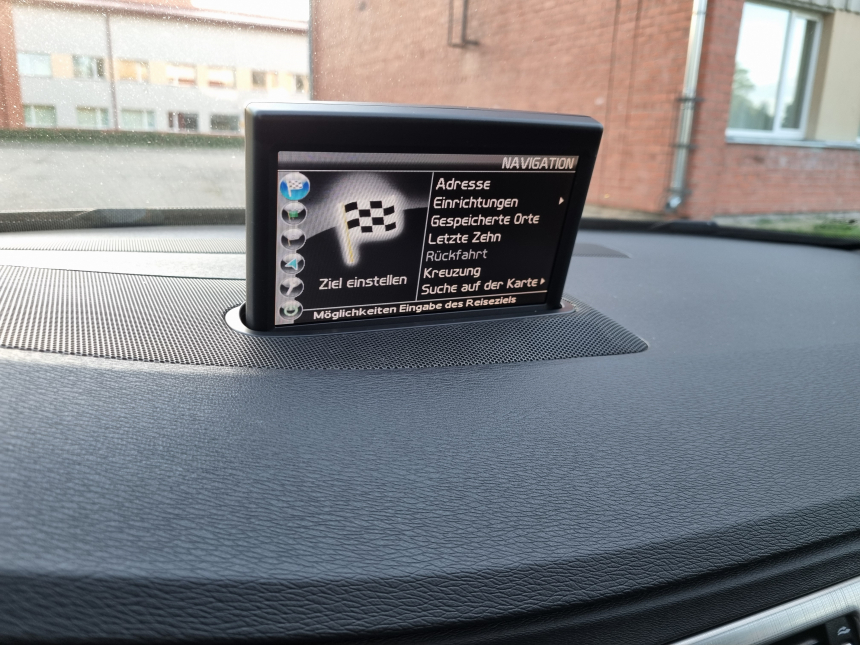 NAVIGATION
Adresse
Einrichtungen
Gespeicherte Orte
Letzte Zehn
Rückfahrt
Kreuzung
Suche auf der Karte
Ziel einstellen
Möglichkeiten Eingabe des Reiseziels